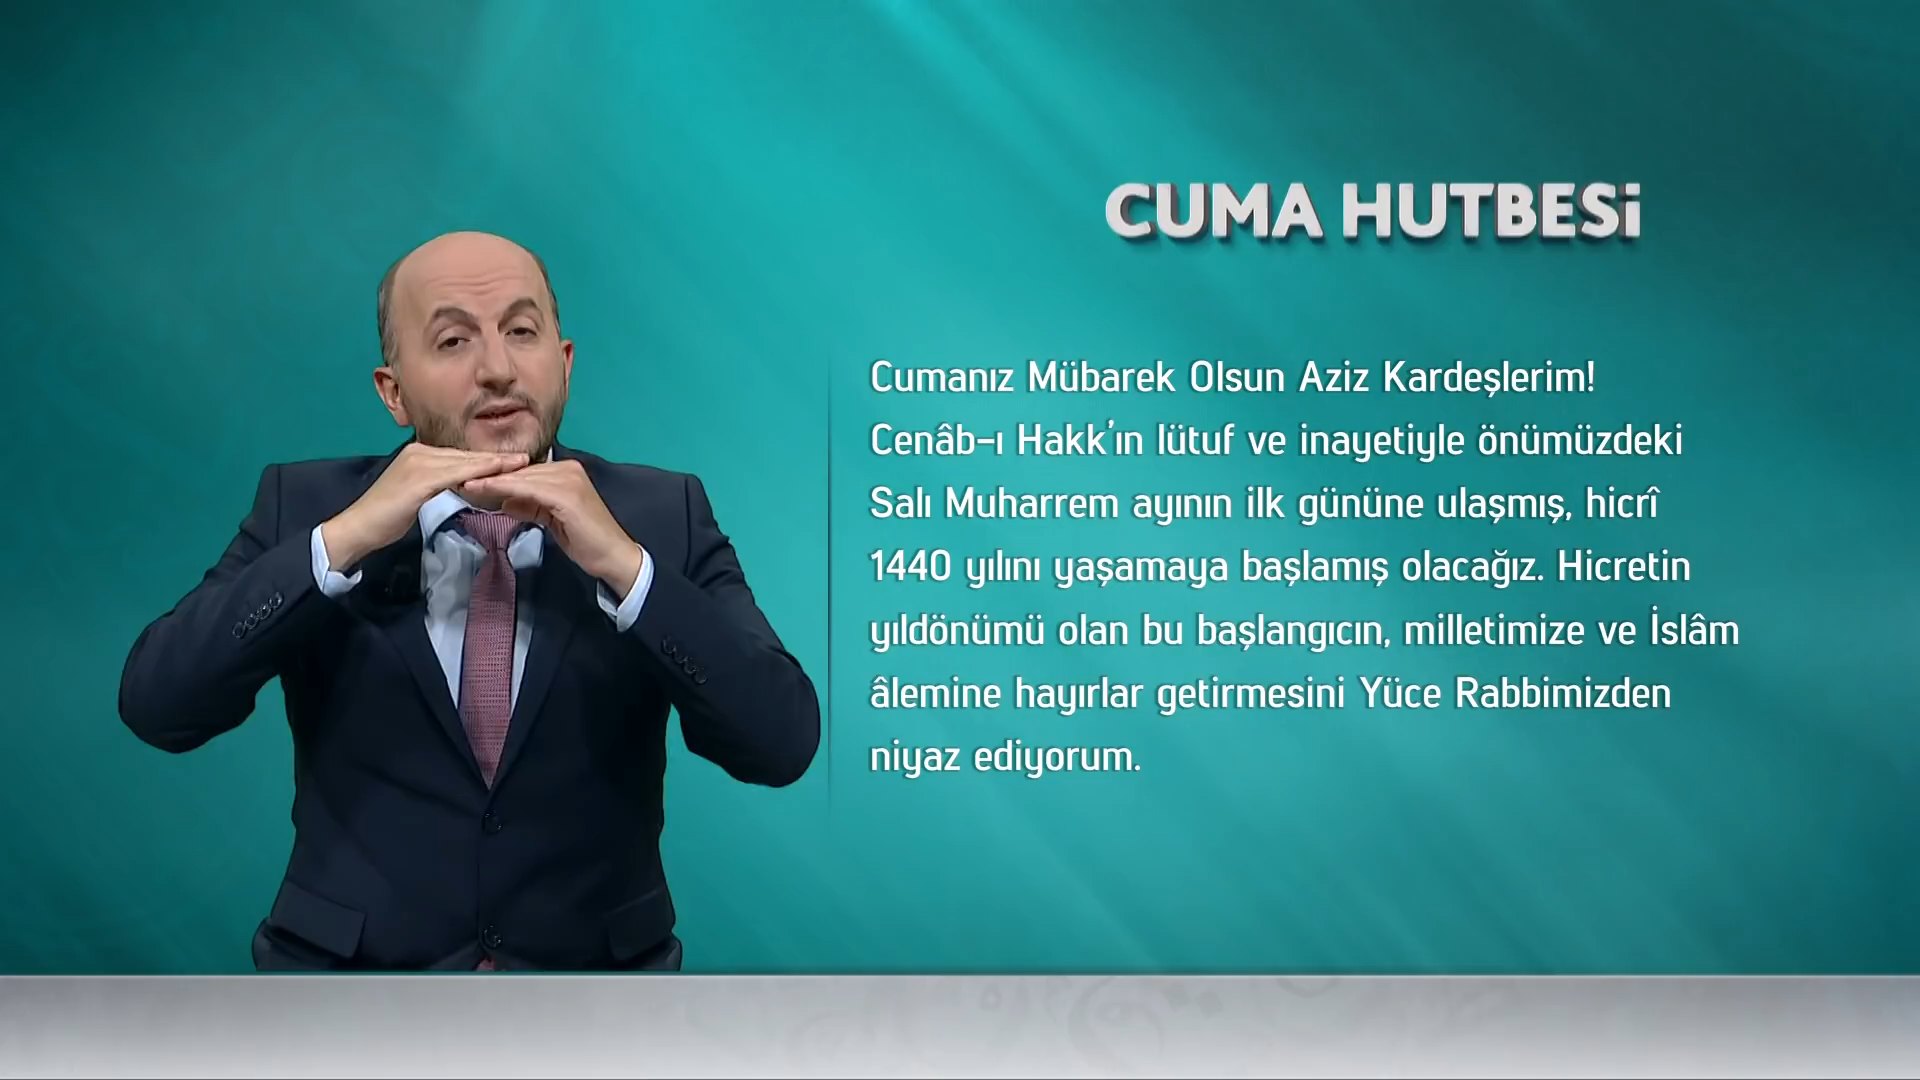 CUMA HUTBESİ
Cumanız Mübarek Olsun Aziz Kardeşlerim!
Cenâb-ı Hakk'ın lütuf ve inayetiyle önümüzdeki
Salı Muharrem ayının ilk gününe ulaşmış, hicrî
1440 yılını yaşamaya başlamış olacağız. Hicretin
yıldönümü olan bu başlangıcın, milletimize ve İslâm
âlemine hayırlar getirmesini Yüce Rabbimizden
niyaz ediyorum.